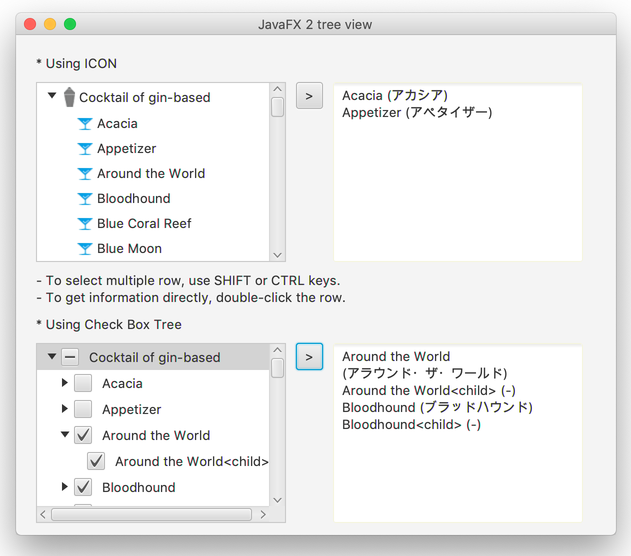 JavaFX 2 tree view
* Using ICON
Cocktail of gin-based
Acacia
Appetizer
Around the World
Bloodhound
Blue Coral Reef
Blue Moon
>
Acacia (アカシア)
Appetizer (アペタイザー)
- To select multiple row, use SHIFT or CTRL keys.
- To get information directly, double-click the row.
* Using Check Box Tree
Cocktail of gin-based
Acacia
Appetizer
Around the World
Around the World<child>
Bloodhound
>
Around the World
(アラウンド・ザ・ワールド)
Around the World<child> (-)
Bloodhound (ブラッドハウンド)
Bloodhound<child> (-)